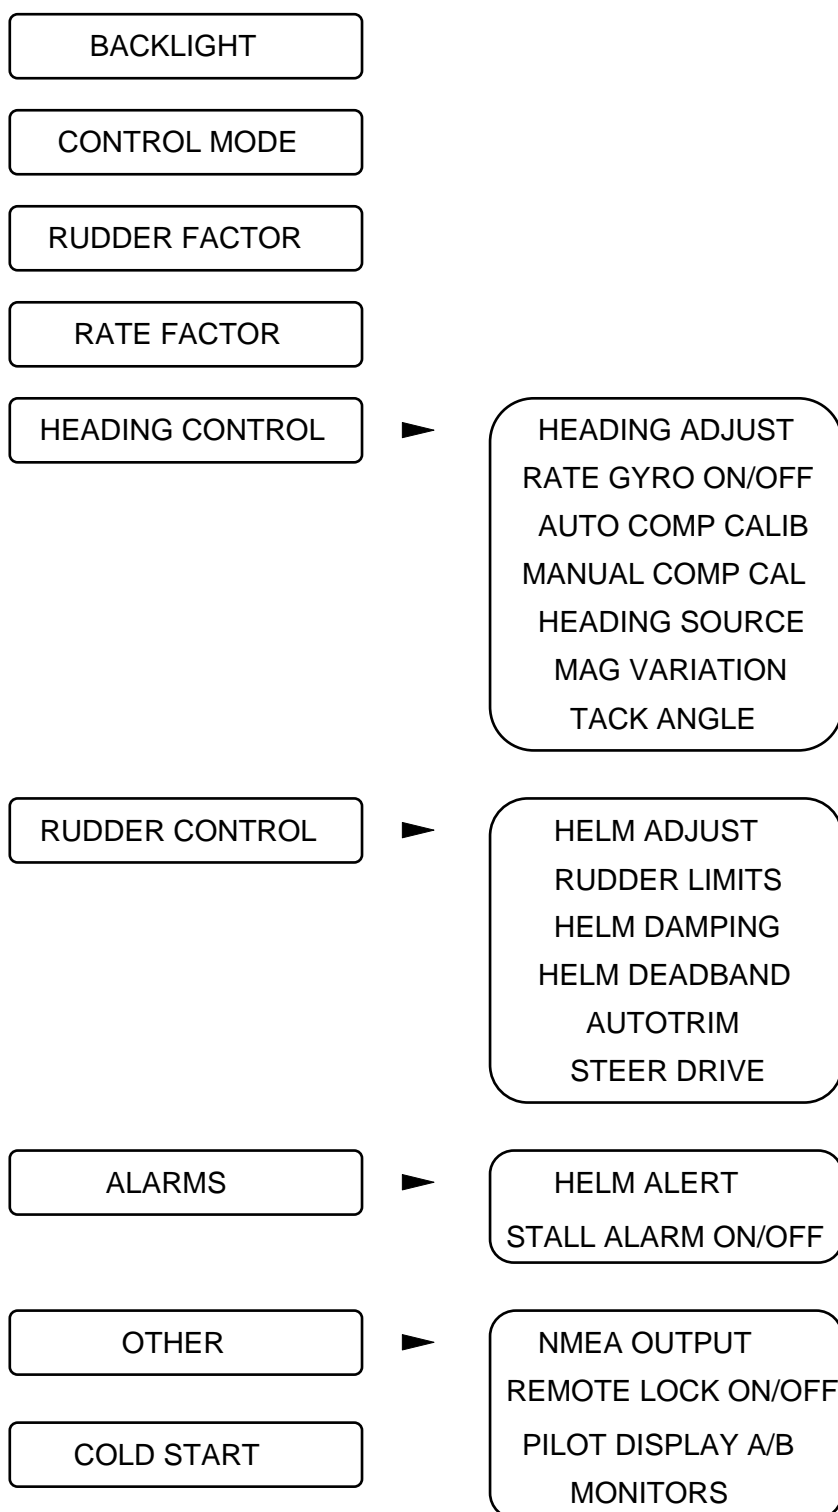 BACKLIGHT
CONTROL MODE
RUDDER FACTOR
RATE FACTOR
HEADING CONTROL
HEADING ADJUST
RATE GYRO ON/OFF
AUTO COMP CALIB
MANUAL COMP CAL
HEADING SOURCE
MAG VARIATION
TACK ANGLE
RUDDER CONTROL
HELM ADJUST
RUDDER LIMITS
HELM DAMPING
HELM DEADBAND
AUTOTRIM
STEER DRIVE
ALARMS
HELM ALERT
STALL ALARM ON/OFF
OTHER
NMEA OUTPUT
REMOTE LOCK ON/OFF
PILOT DISPLAY A/B
MONITORS
COLD START